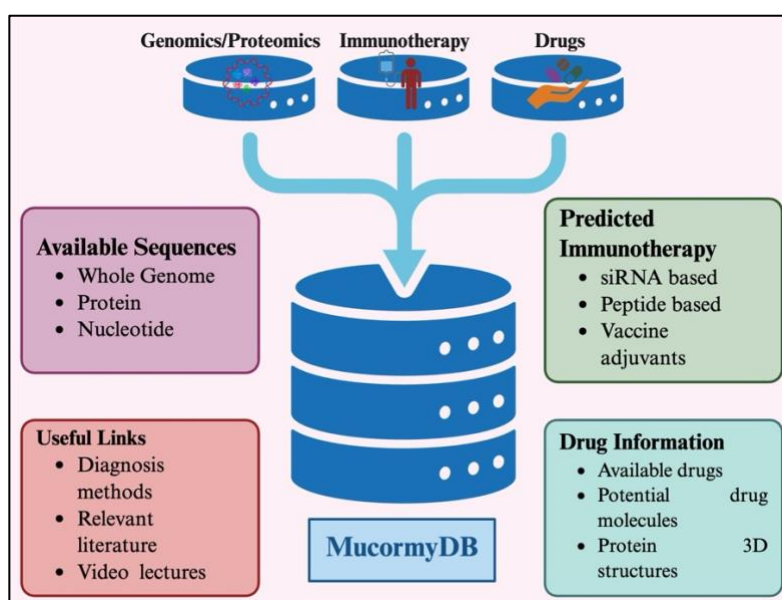 Genomics/Proteomics Immunotherapy Drugs
Available Sequences
• Whole Genome
• Protein
• Nucleotide
Predicted
Immunotherapy
• siRNA based
• Peptide based
• Vaccine
adjuvants
Useful Links
• Diagnosis
methods
• Relevant
literature
• Video lectures
Drug Information
• Available drugs
• Potential drug
molecules
• Protein 3D
structures
MucormyDB